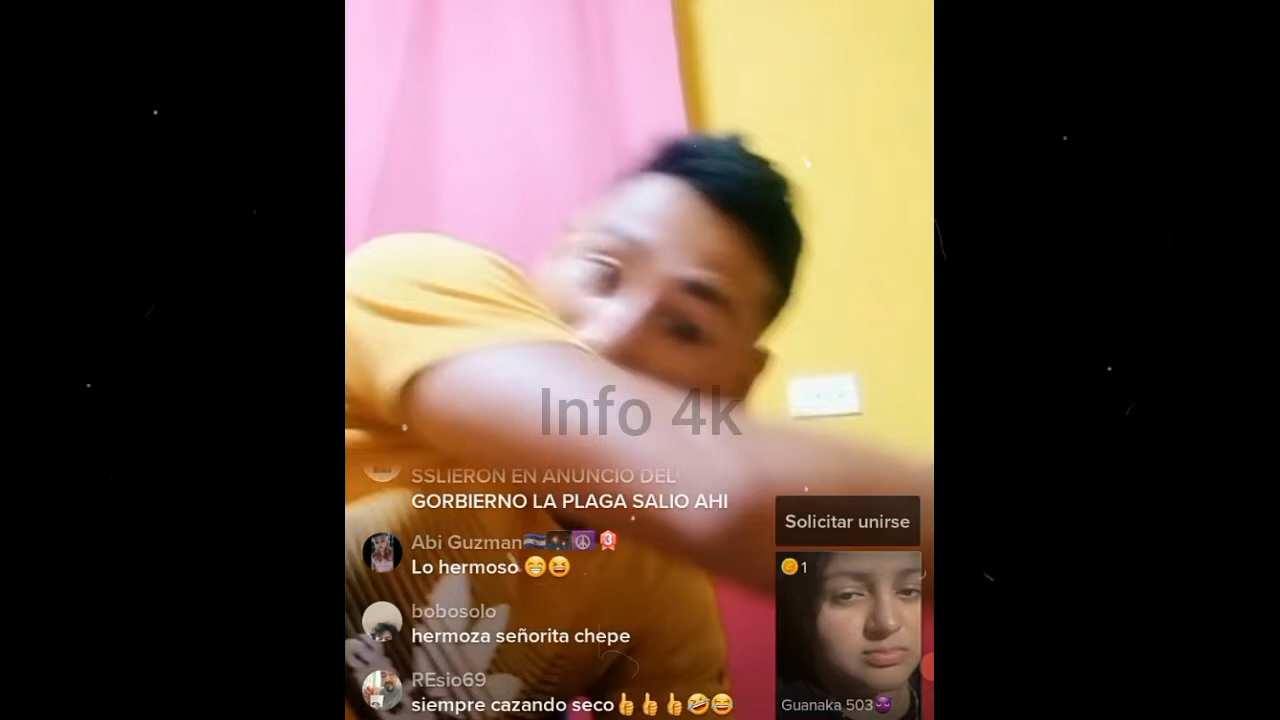 Info 4k
SSLIERON EN ANUNCIO DEL
GORBIERNO LA PLAGA SALIO AHI
Solicitar unirse
Abi Guzman🇸🇻☮️3
Lo hermoso 😁😆
1
bobosolo
hermoza señorita chepe
REsio69
siempre cazando seco👍👍👍🤣😂
Guanaka 503😈